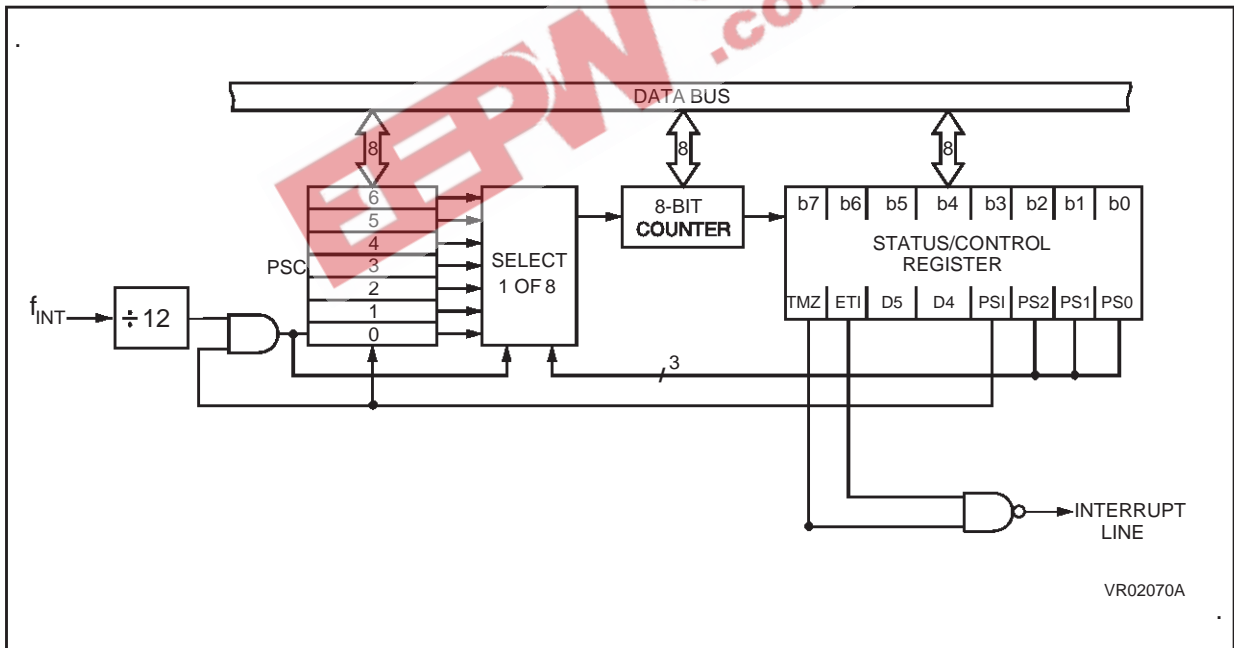 EEPW .com
DATA BUS
8
8
8
6
5
4
3
2
1
0
PSC
SELECT
1 OF 8
8-BIT
COUNTER
b7 b6 b5 b4 b3 b2 b1 b0
STATUS/CONTROL
REGISTER
TMZ ETI D5 D4 PSI PS2 PS1 PS0
fINT
÷12
3
INTERRUPT
LINE
VR02070A